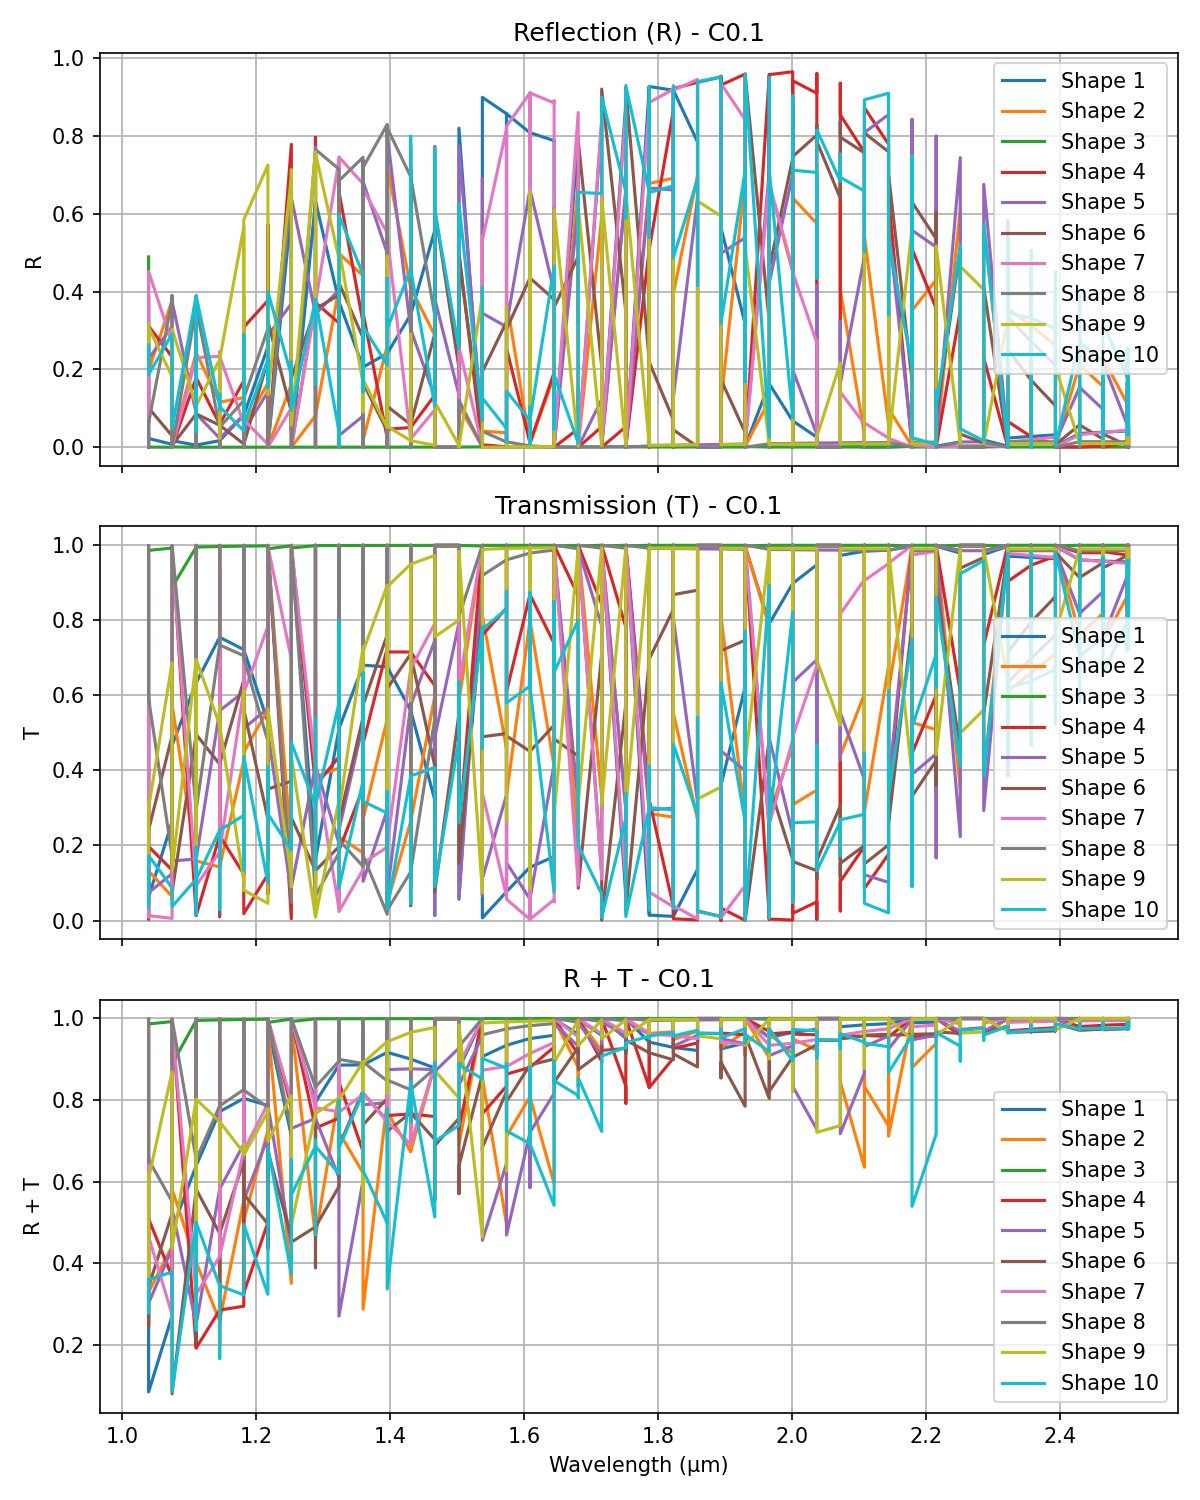 Reflection (R) - C0.1
1.0
0.8
0.6
0.4
0.2
0.0
R
Shape 1
Shape 2
Shape 3
Shape 4
Shape 5
Shape 6
Shape 7
Shape 8
Shape 9
Shape 10
Transmission (T) - C0.1
1.0
0.8
0.6
0.4
0.2
0.0
T
Shape 1
Shape 2
Shape 3
Shape 4
Shape 5
Shape 6
Shape 7
Shape 8
Shape 9
Shape 10
R + T - C0.1
1.0
0.8
0.6
0.4
0.2
R + T
Shape 1
Shape 2
Shape 3
Shape 4
Shape 5
Shape 6
Shape 7
Shape 8
Shape 9
Shape 10
1.0 1.2 1.4 1.6 1.8 2.0 2.2 2.4
Wavelength (μm)